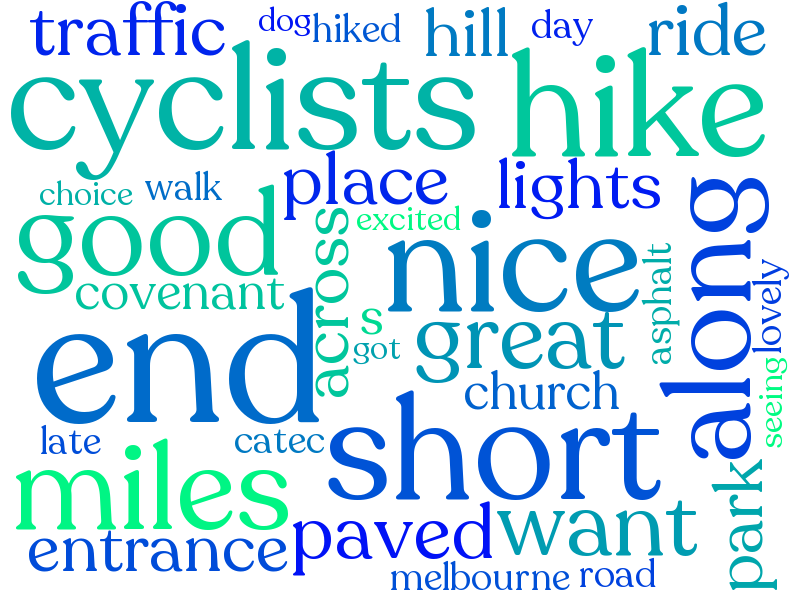 traffic dog hiked hill day ride
cyclists hike
choice walk place lights
good excited nice along
covenant across s asphalt lovely
end got great seeing
church
late catec short
miles park
entrance paved want
melbourne road